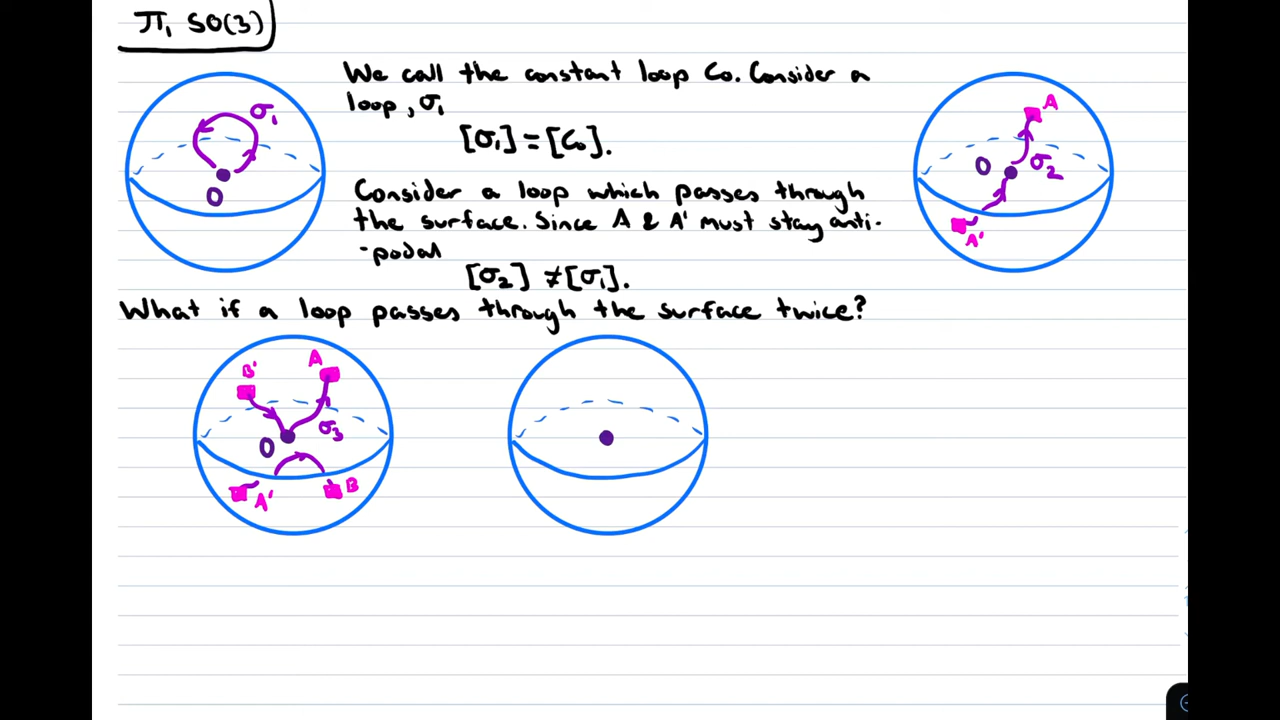 π₁ SO(3)
We call the constant loop C₀. Consider a
loop, σ₁
[σ₁] = [C₀].
Consider a loop which passes through
the surface. Since A & A' must stay anti-
-podal
[σ₂] ≠ [σ₁].
σ₁
O
A
O
σ₂
A'
What if a loop passes through the surface twice?
B'
A
σ₃
O
A'
B